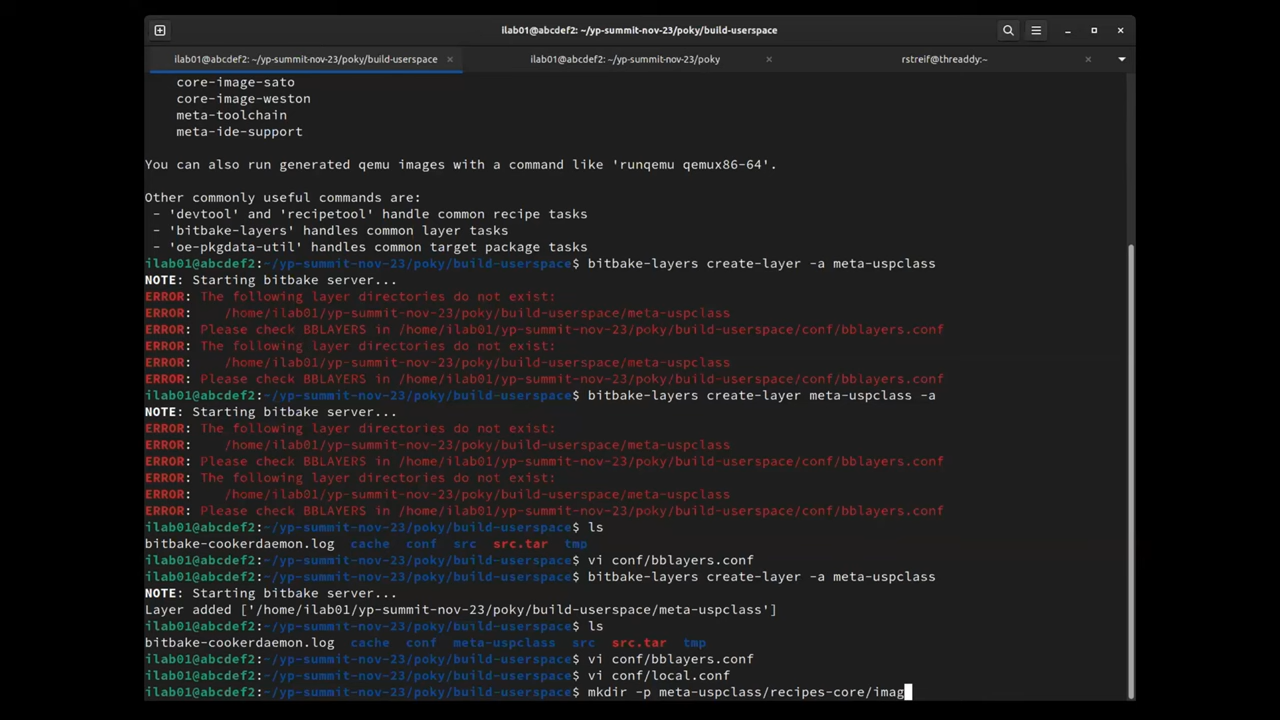 ilab01@abcdef2: ~/yp-summit-nov-23/poky/build-userspace
ilab01@abcdef2: ~/yp-summit-nov-23/poky/build-userspace × ilab01@abcdef2: ~/yp-summit-nov-23/poky × rstreif@threaddy:~ ×
core-image-sato
core-image-weston
meta-toolchain
meta-ide-support
You can also run generated qemu images with a command like 'runqemu qemux86-64'.
Other commonly useful commands are:
- 'devtool' and 'recipetool' handle common recipe tasks
- 'bitbake-layers' handles common layer tasks
- 'oe-pkgdata-util' handles common target package tasks
ilab01@abcdef2:~/yp-summit-nov-23/poky/build-userspace$ bitbake-layers create-layer -a meta-uspclass
NOTE: Starting bitbake server...
ERROR: The following layer directories do not exist:
ERROR: /home/ilab01/yp-summit-nov-23/poky/build-userspace/meta-uspclass
ERROR: Please check BBLAYERS in /home/ilab01/yp-summit-nov-23/poky/build-userspace/conf/bblayers.conf
ERROR: The following layer directories do not exist:
ERROR: /home/ilab01/yp-summit-nov-23/poky/build-userspace/meta-uspclass
ERROR: Please check BBLAYERS in /home/ilab01/yp-summit-nov-23/poky/build-userspace/conf/bblayers.conf
ilab01@abcdef2:~/yp-summit-nov-23/poky/build-userspace$ bitbake-layers create-layer meta-uspclass -a
NOTE: Starting bitbake server...
ERROR: The following layer directories do not exist:
ERROR: /home/ilab01/yp-summit-nov-23/poky/build-userspace/meta-uspclass
ERROR: Please check BBLAYERS in /home/ilab01/yp-summit-nov-23/poky/build-userspace/conf/bblayers.conf
ERROR: The following layer directories do not exist:
ERROR: /home/ilab01/yp-summit-nov-23/poky/build-userspace/meta-uspclass
ERROR: Please check BBLAYERS in /home/ilab01/yp-summit-nov-23/poky/build-userspace/conf/bblayers.conf
ilab01@abcdef2:~/yp-summit-nov-23/poky/build-userspace$ ls
bitbake-cookerdaemon.log cache conf src src.tar tmp
ilab01@abcdef2:~/yp-summit-nov-23/poky/build-userspace$ vi conf/bblayers.conf
ilab01@abcdef2:~/yp-summit-nov-23/poky/build-userspace$ bitbake-layers create-layer -a meta-uspclass
NOTE: Starting bitbake server...
Layer added ['/home/ilab01/yp-summit-nov-23/poky/build-userspace/meta-uspclass']
ilab01@abcdef2:~/yp-summit-nov-23/poky/build-userspace$ ls
bitbake-cookerdaemon.log cache conf meta-uspclass src src.tar tmp
ilab01@abcdef2:~/yp-summit-nov-23/poky/build-userspace$ vi conf/bblayers.conf
ilab01@abcdef2:~/yp-summit-nov-23/poky/build-userspace$ vi conf/local.conf
ilab01@abcdef2:~/yp-summit-nov-23/poky/build-userspace$ mkdir -p meta-uspclass/recipes-core/imag